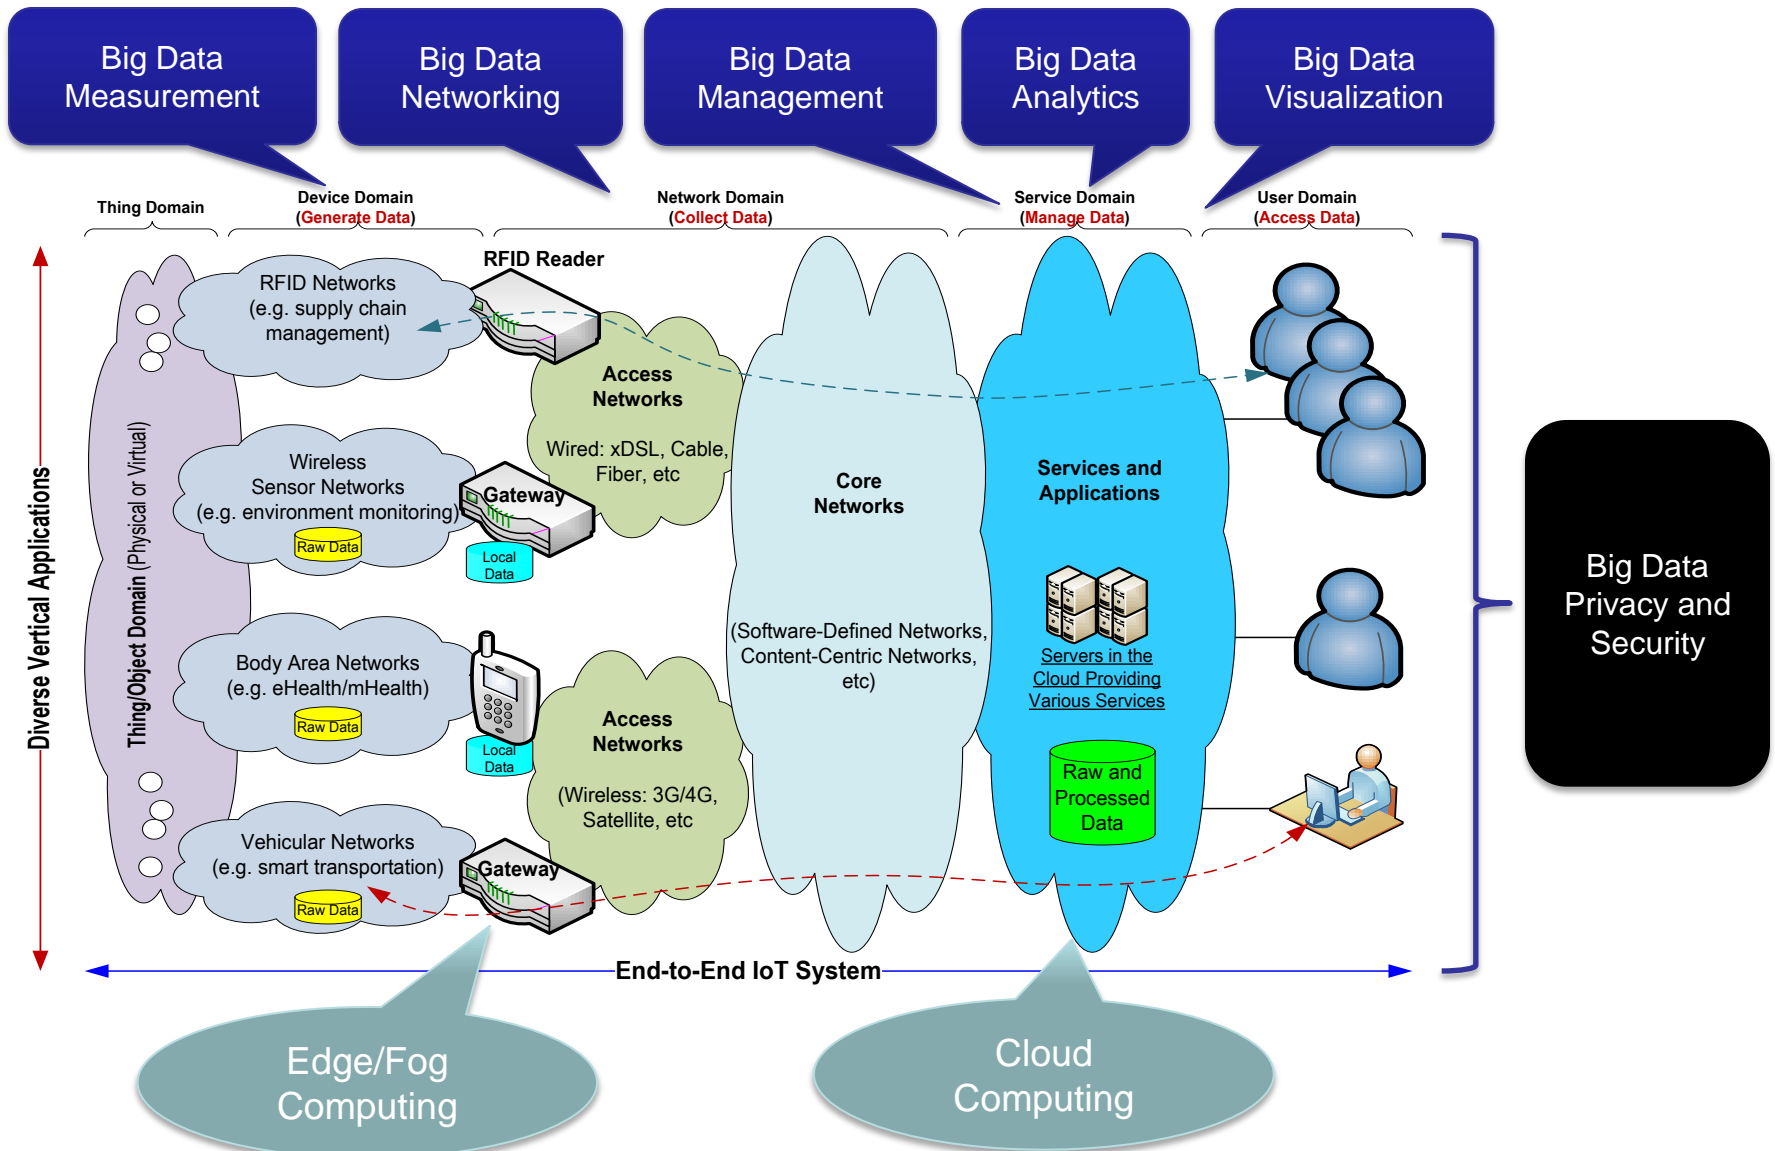 Big Data
Measurement
Big Data
Networking
Big Data
Management
Big Data
Analytics
Big Data
Visualization
Thing Domain
Device Domain
(Generate Data)
Network Domain
(Collect Data)
Service Domain
(Manage Data)
User Domain
(Access Data)
Diverse Vertical Applications
Thing/Object Domain (Physical or Virtual)
RFID Networks
(e.g. supply chain
management)
RFID Reader
Wireless
Sensor Networks
(e.g. environment monitoring)
Raw Data
Gateway
Local
Data
Body Area Networks
(e.g. eHealth/mHealth)
Raw Data
Local
Data
Vehicular Networks
(e.g. smart transportation)
Raw Data
Gateway
Access
Networks
Wired: xDSL, Cable,
Fiber, etc
Access
Networks
(Wireless: 3G/4G,
Satellite, etc
Core
Networks
(Software-Defined Networks,
Content-Centric Networks,
etc)
Services and
Applications
Servers in the
Cloud Providing
Various Services
Raw and
Processed
Data
Big Data
Privacy and
Security
End-to-End IoT System
Edge/Fog
Computing
Cloud
Computing